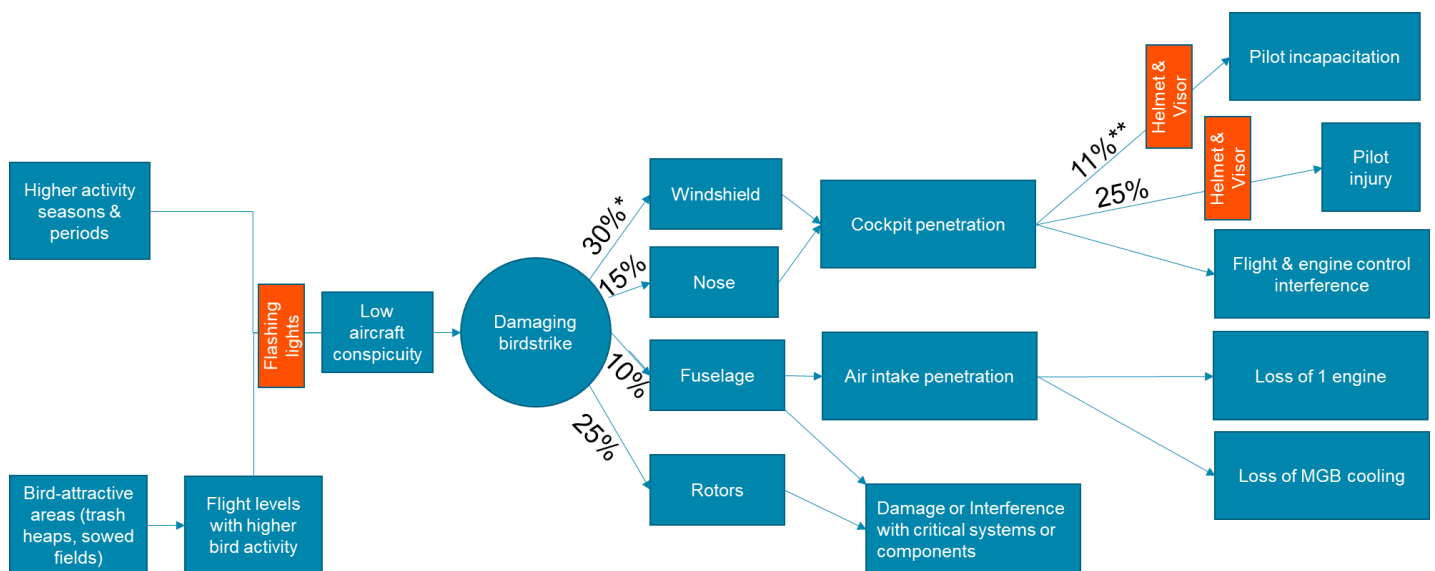 Higher activity
seasons &
periods
Bird-attractive
areas (trash
heaps, sowed
fields)
Flight levels
with higher
bird activity
Flashing
lights
Low
aircraft
conspicuity
Damaging
birdstrike
30%*
15%
10%
25%
Windshield
Nose
Fuselage
Rotors
Cockpit penetration
Air intake penetration
Damage or Interference
with critical systems or
components
11%**
25%
Helmet &
Visor
Helmet &
Visor
Pilot incapacitation
Pilot
injury
Flight & engine control
interference
Loss of 1 engine
Loss of MGB cooling